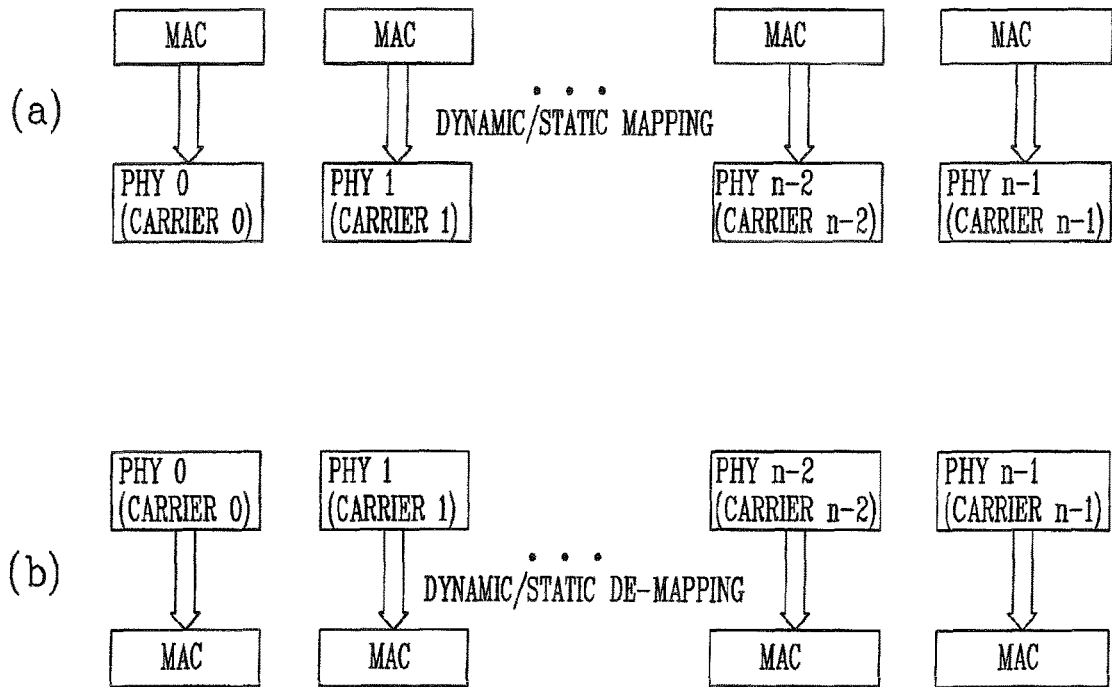 MAC MAC MAC MAC
(a)
DYNAMIC/STATIC MAPPING
PHY 0 PHY 1 PHY n-2 PHY n-1
(CARRIER 0) (CARRIER 1) (CARRIER n-2) (CARRIER n-1)
PHY 0 PHY 1 PHY n-2 PHY n-1
(CARRIER 0) (CARRIER 1) (CARRIER n-2) (CARRIER n-1)
(b)
DYNAMIC/STATIC DE-MAPPING
MAC MAC MAC MAC